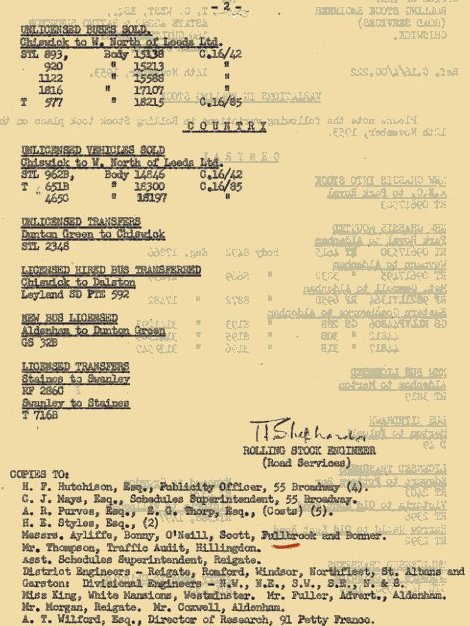 - 2 -
UNLICENSED BUSES SOLD.
Chiswick to W. North of Leeds Ltd.
STL 893, Body 15138 C.16/42
920 " 15213 "
1122 " 15588 "
1816 " 17107 "
T 577 " 18215 C.16/85
COUNTRY
UNLICENSED VEHICLES SOLD
Chiswick to W. North of Leeds Ltd.
STL 962B, Body 14846 C.16/42
T 651B " 18300 C.16/85
465C " 18197 "
UNLICENSED TRANSFERS
Dunton Green to Chiswick
STL 2348
LICENSED HIRED BUS TRANSFERRED
Chiswick to Dalston
Leyland SD PTE 592
NEW BUS LICENSED
Aldenham to Dunton Green
GS 32B
LICENSED TRANSFERS
Staines to Swanley
RF 286C
Swanley to Staines
T 716B
ROLLING STOCK ENGINEER
(Road Services)
COPIES TO:
H. F. Hutchison, Esq., Publicity Officer, 55 Broadway (4).
C. J. Mays, Esq., Schedules Superintendent, 55 Broadway.
A. R. Purves, Esq., E. G. Thorp, Esq., (Costs) (5).
H. E. Styles, Esq., (2)
Messrs. Ayliffe, Bonny, O'Neill, Scott, Fullbrook and Bonner.
Mr. Thompson, Traffic Audit, Hillingdon.
Asst. Schedules Superintendent, Reigate.
District Engineers - Reigate, Romford, Windsor, Northfleet, St. Albans and
Garston: Divisional Engineers - N.W., N.E., S.W., S.E., N. & S.
Miss King, White Mansions, Westminster. Mr. Fuller, Advert., Aldenham.
Mr. Morgan, Reigate. Mr. Coxwell, Aldenham.
A. T. Wilford, Esq., Director of Research, 91 Petty France.